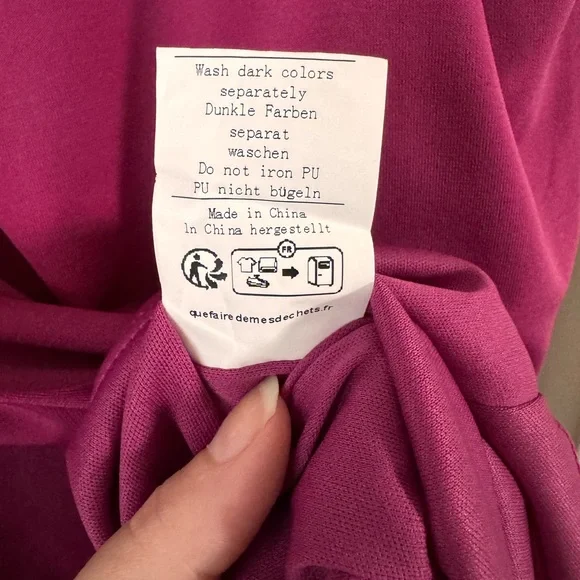 Wash dark colors
separately
Dunkle Farben
separat
waschen
Do not iron PU
PU nicht bügeln
Made in China
ln China hergestellt
FR
quefairedemesdechets.fr